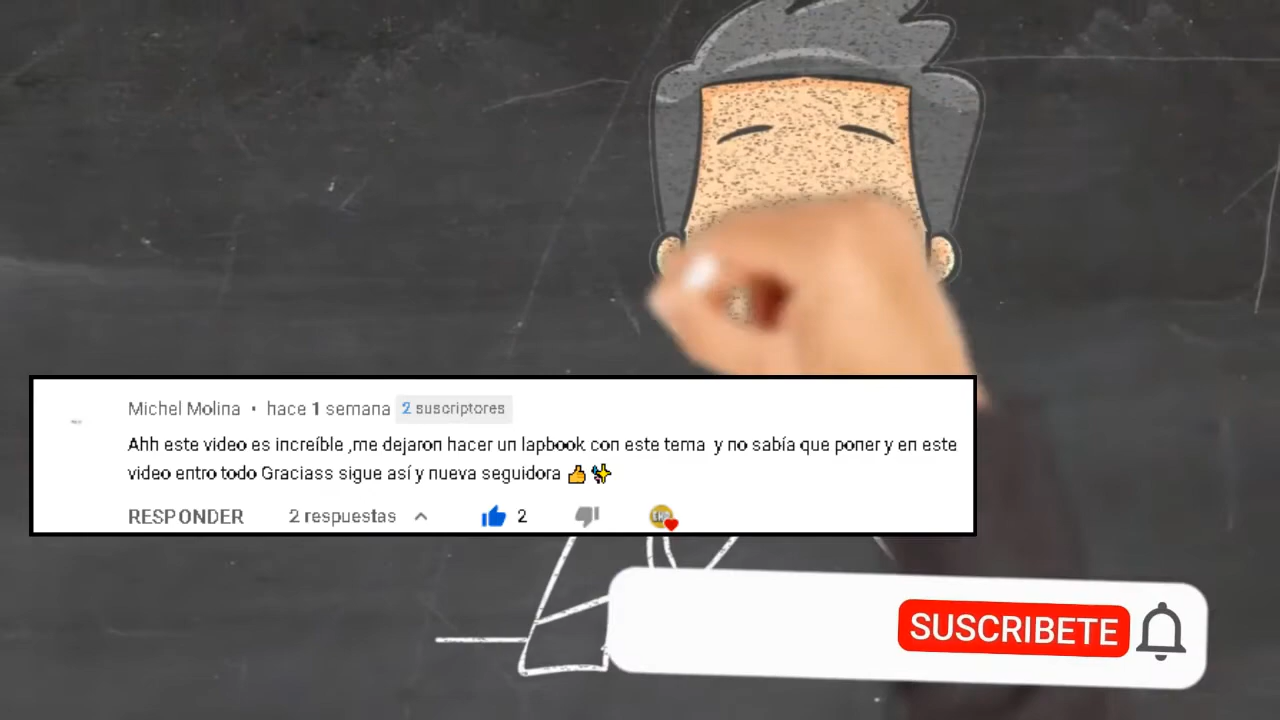 Michel Molina • hace 1 semana 2 suscriptores
Ahh este video es increíble ,me dejaron hacer un lapbook con este tema y no sabía que poner y en este
video entro todo Graciass sigue así y nueva seguidora 👍✨
RESPONDER 2 respuestas 2
SUSCRIBETE